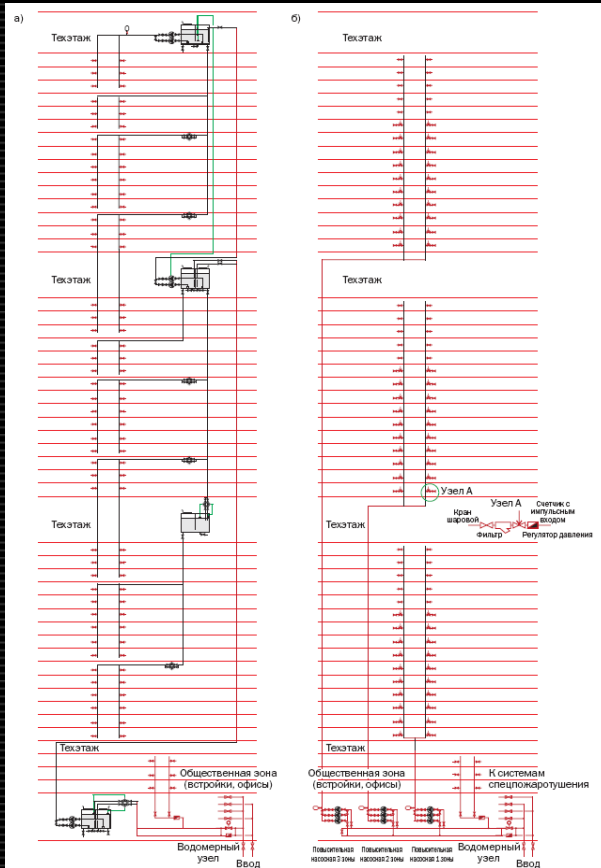 а)
б)
Техэтаж
Техэтаж
Техэтаж
Техэтаж
Узел А
Узел А
Кран
шаровой
Счетчик с
импульсным
входом
Фильтр
Регулятор давления
Техэтаж
Техэтаж
Техэтаж
Техэтаж
Общественная зона
(встройки, офисы)
Общественная зона
(встройки, офисы)
К системам
спецпожаротушения
Водомерный
узел
Ввод
Повысительная
насосная 3 зоны
Повысительная
насосная 2 зоны
Повысительная
насосная 1 зоны
Водомерный
узел
Ввод